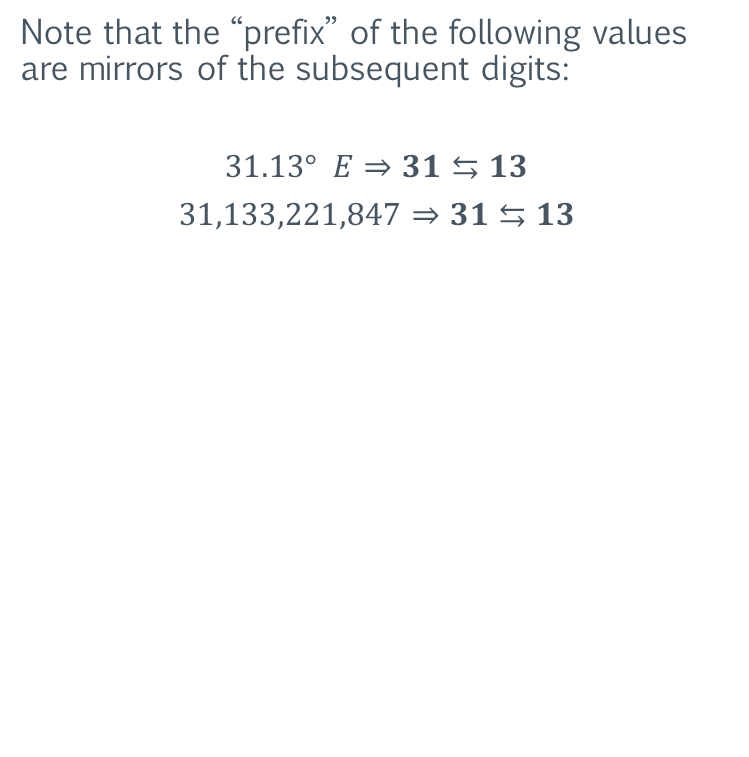 Note that the “prefix” of the following values
are mirrors of the subsequent digits:
31.13° E ⇒ 31 ⇆ 13
31,133,221,847 ⇒ 31 ⇆ 13